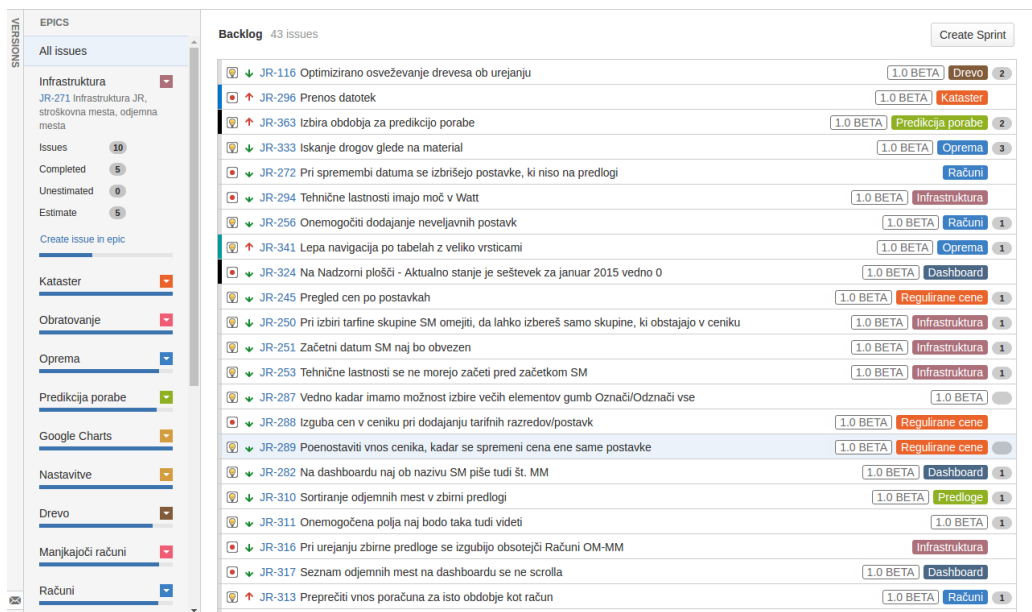 VERSIONS
EPICS
All issues
Infrastruktura
JR-271 Infrastruktura JR,
stroškovna mesta, odjemna
mesta
Issues 10
Completed 5
Unestimated 0
Estimate 5
Create issue in epic
Kataster
Obratovanje
Oprema
Predikcija porabe
Google Charts
Nastavitve
Drevo
Manjkajoči računi
Računi
Backlog 43 issues
Create Sprint
JR-116 Optimizirano osveževanje drevesa ob urejanju 1.0 BETA Drevo 2
JR-296 Prenos datotek 1.0 BETA Kataster
JR-363 Izbira obdobja za predikcijo porabe 1.0 BETA Predikcija porabe 2
JR-333 Iskanje drogov glede na material 1.0 BETA Oprema 3
JR-272 Pri spremembi datuma se izbrišejo postavke, ki niso na predlogi Računi
JR-294 Tehnične lastnosti imajo moč v Watt 1.0 BETA Infrastruktura
JR-256 Onemogočiti dodajanje neveljavnih postavk 1.0 BETA Računi 1
JR-341 Lepa navigacija po tabelah z veliko vrsticami 1.0 BETA Oprema 1
JR-324 Na Nadzorni plošči - Aktualno stanje je seštevek za januar 2015 vedno 0 1.0 BETA Dashboard
JR-245 Pregled cen po postavkah 1.0 BETA Regulirane cene 1
JR-250 Pri izbiri tarfine skupine SM omejiti, da lahko izbereš samo skupine, ki obstajajo v ceniku 1.0 BETA Infrastruktura 1
JR-251 Začetni datum SM naj bo obvezen 1.0 BETA Infrastruktura 1
JR-253 Tehnične lastnosti se ne morejo začeti pred začetkom SM 1.0 BETA Infrastruktura 1
JR-287 Vedno kadar imamo možnost izbire večih elementov gumb Označi/Odznači vse 1.0 BETA
JR-288 Izguba cen v ceniku pri dodajanju tarifnih razredov/postavk 1.0 BETA Regulirane cene
JR-289 Poenostaviti vnos cenika, kadar se spremeni cena ene same postavke 1.0 BETA Regulirane cene
JR-282 Na dashboardu naj ob nazivu SM piše tudi št. MM 1.0 BETA Dashboard 1
JR-310 Sortiranje odjemnih mest v zbirni predlogi 1.0 BETA Predloge 1
JR-311 Onemogočena polja naj bodo taka tudi videti 1.0 BETA 1
JR-316 Pri urejanju zbirne predloge se izgubijo obsotejči Računi OM-MM Infrastruktura
JR-317 Seznam odjemnih mest na dashboardu se ne scrolla 1.0 BETA Dashboard
JR-313 Preprečiti vnos poračuna za isto obdobje kot račun 1.0 BETA Računi 1